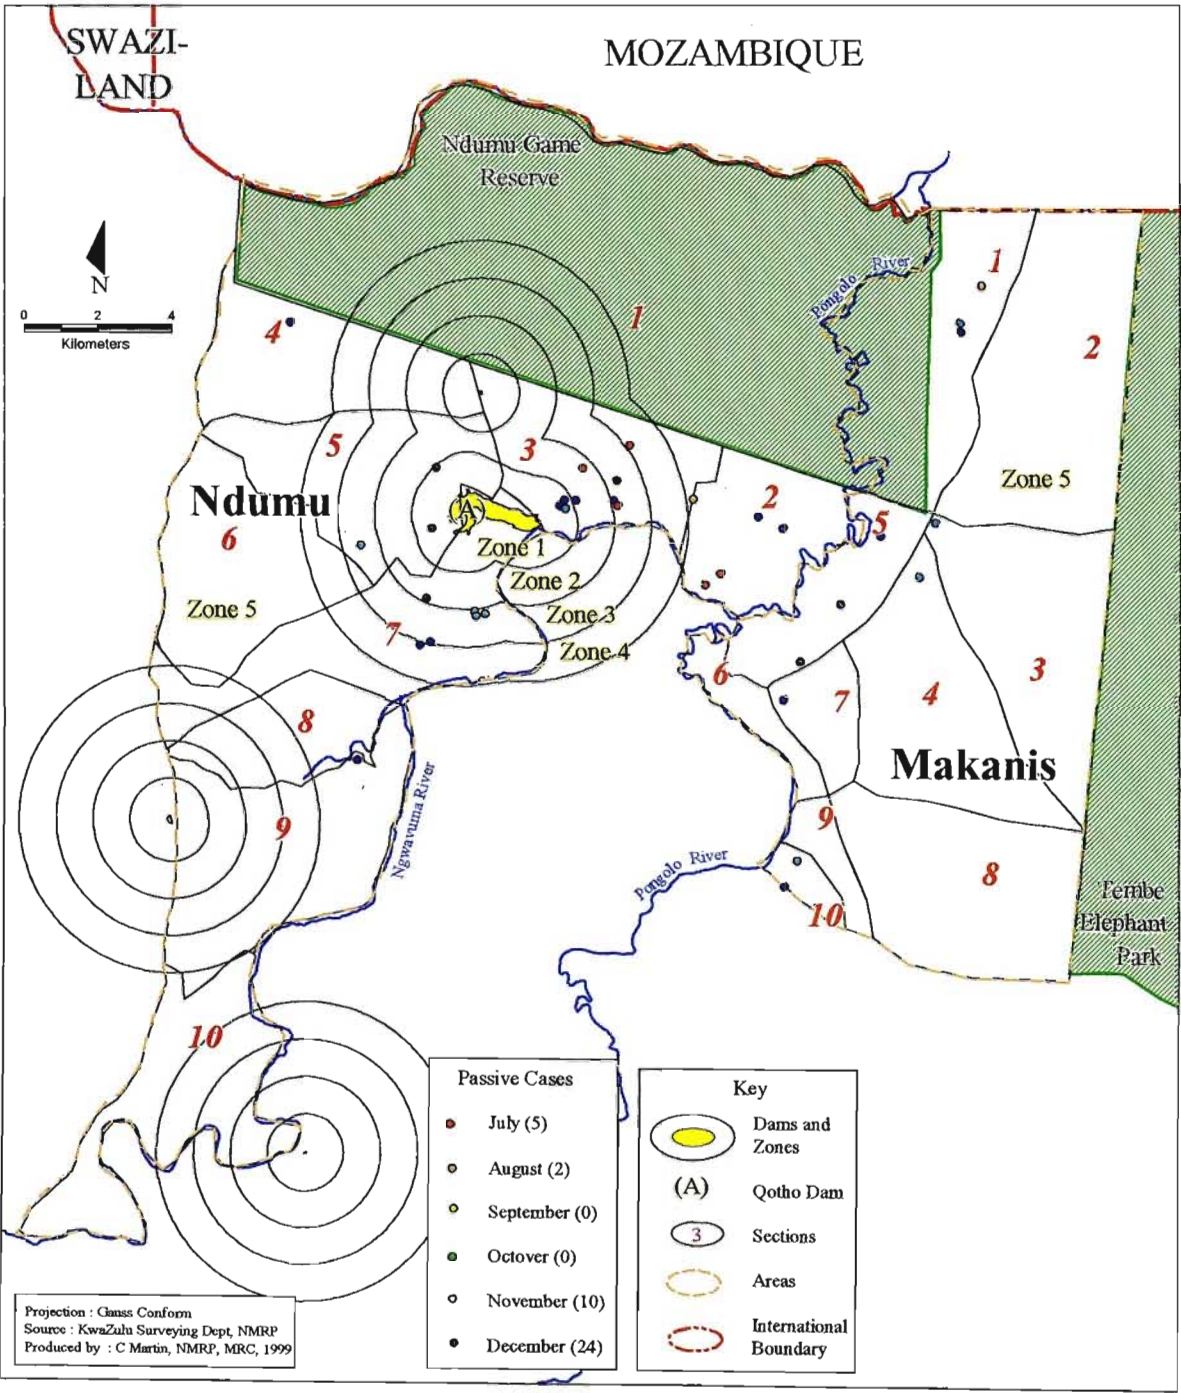 SWAZI-
LAND
MOZAMBIQUE
Ndumu Game
Reserve
N
0 2 4
Kilometers
Pongolo River
1
1
2
4
5
3
2
5
6
Ndumu
A
Zone 1
Zone 2
Zone 3
Zone 4
Zone 5
Zone 5
7
8
9
10
6
7
4
3
Makanis
9
8
10
Ngwavuma River
Pongolo River
Tembe
Elephant
Park
Passive Cases
July (5)
August (2)
September (0)
Octover (0)
November (10)
December (24)
Key
Dams and
Zones
(A) Qotho Dam
3 Sections
Areas
International
Boundary
Projection : Gauss Conform
Source : KwaZulu Surveying Dept, NMRP
Produced by : C Martin, NMRP, MRC, 1999